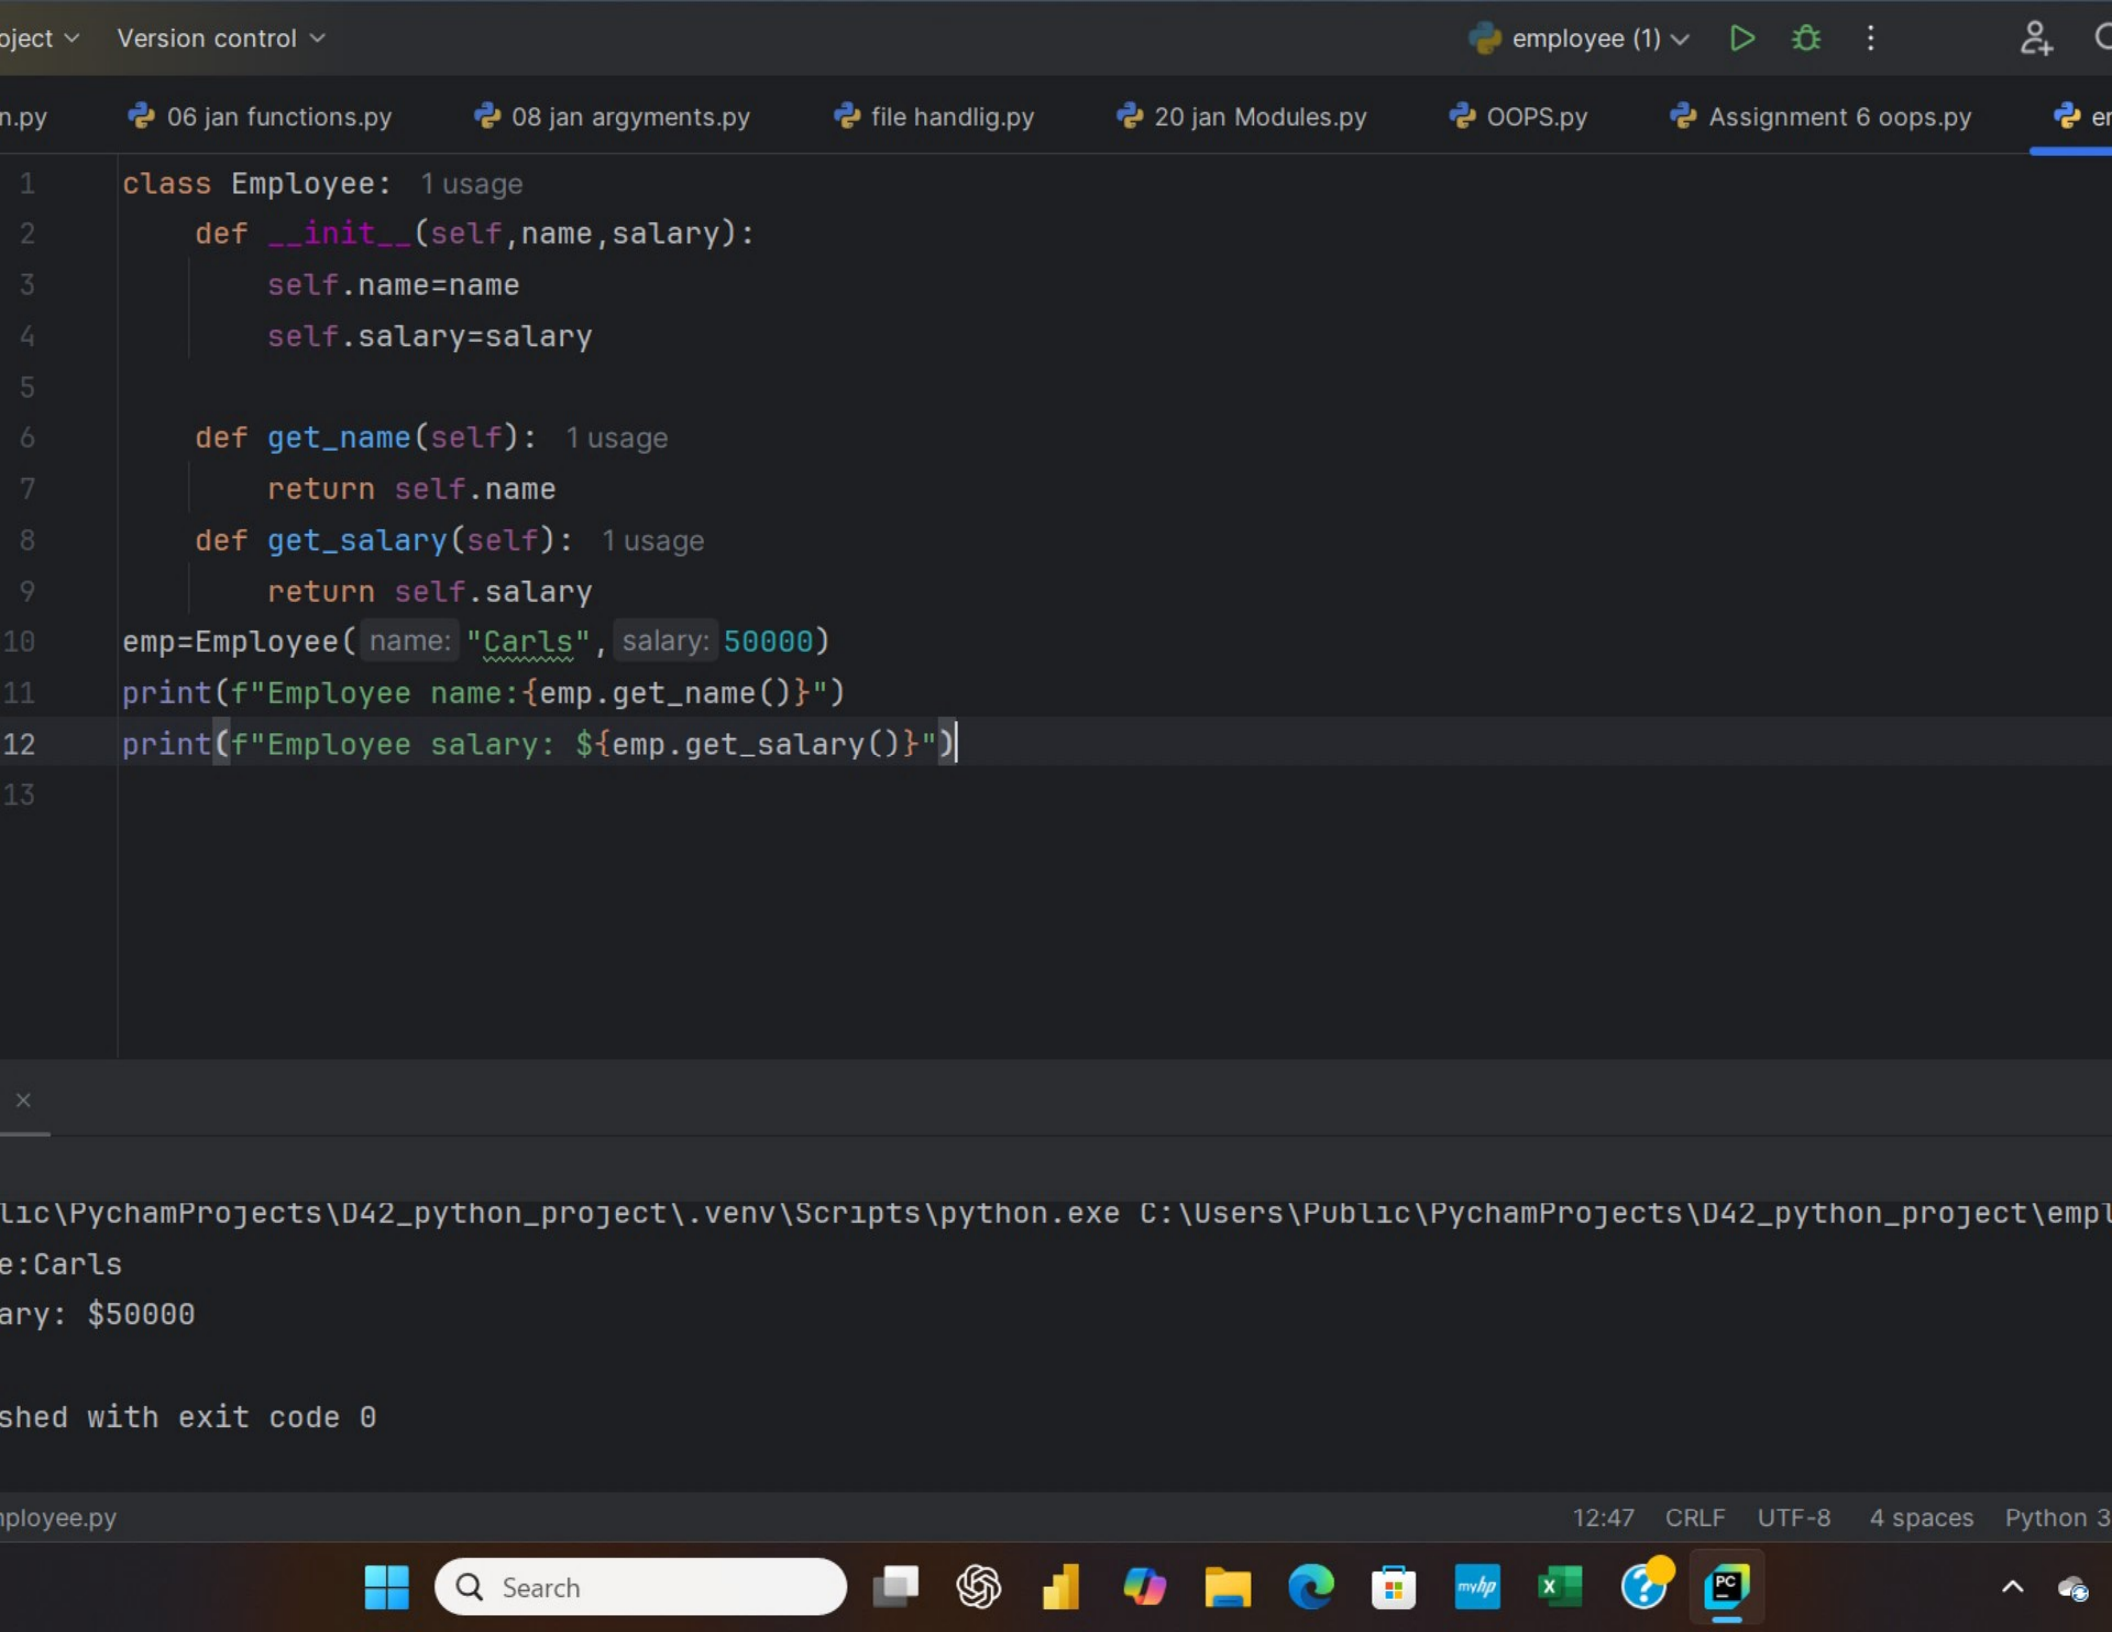 oject Version control employee (1)
n.py 06 jan functions.py 08 jan argyments.py file handlig.py 20 jan Modules.py OOPS.py Assignment 6 oops.py er
1 class Employee: 1 usage
2 def __init__(self,name,salary):
3 self.name=name
4 self.salary=salary
5
6 def get_name(self): 1 usage
7 return self.name
8 def get_salary(self): 1 usage
9 return self.salary
10 emp=Employee( name: "Carls", salary: 50000)
11 print(f"Employee name:{emp.get_name()}")
12 print(f"Employee salary: ${emp.get_salary()}")
13
lic\PychamProjects\D42_python_project\.venv\Scripts\python.exe C:\Users\Public\PychamProjects\D42_python_project\empl
e:Carls
ary: $50000
shed with exit code 0
mployee.py 12:47 CRLF UTF-8 4 spaces Python 3
Search myhp X ? PC